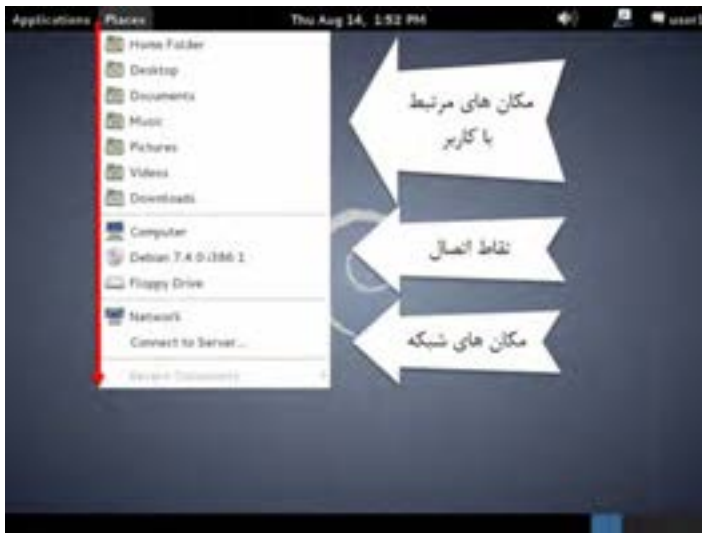 Applications Places Thu Aug 14, 1:52 PM user1
Home Folder
Desktop
Documents
Music
Pictures
Videos
Downloads
Computer
Debian 7.4.0 i386 1
Floppy Drive
Network
Connect to Server...
Recent Documents
مکان های مرتبط
با کاربر
نقاط اتصال
مکان های شبکه